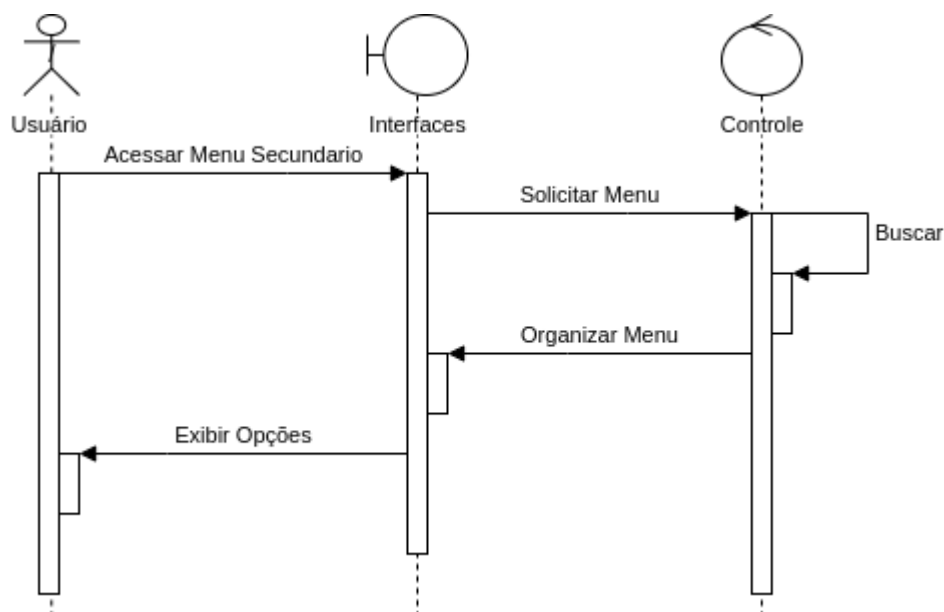 Usuário
Interfaces
Controle
Acessar Menu Secundario
Solicitar Menu
Buscar
Organizar Menu
Exibir Opções